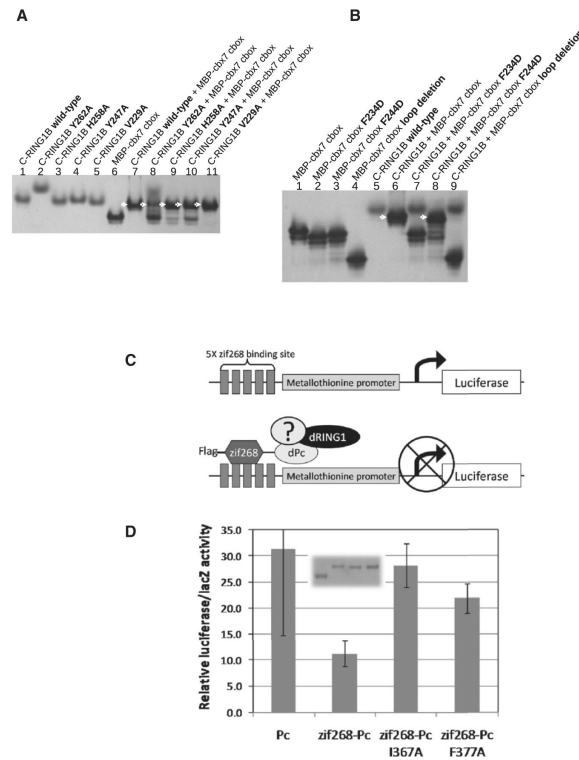 A
C-RING1B wild-type
C-RING1B Y262A
C-RING1B H258A
C-RING1B Y247A
C-RING1B V229A
MBP-cbx7 cbox
C-RING1B wild-type + MBP-cbx7 cbox
C-RING1B Y262A + MBP-cbx7 cbox
C-RING1B H258A + MBP-cbx7 cbox
C-RING1B Y247A + MBP-cbx7 cbox
C-RING1B V229A + MBP-cbx7 cbox
1 2 3 4 5 6 7 8 9 10 11
B
MBP-cbx7 cbox
MBP-cbx7 cbox F234D
MBP-cbx7 cbox F244D
MBP-cbx7 cbox loop deletion
C-RING1B wild-type
C-RING1B + MBP-cbx7 cbox
C-RING1B + MBP-cbx7 cbox F234D
C-RING1B + MBP-cbx7 cbox F244D
C-RING1B + MBP-cbx7 cbox loop deletion
1 2 3 4 5 6 7 8 9
C
5X zif268 binding site
Metallothionine promoter
Luciferase
?
dRING1
dPc
Flag
zif268
Metallothionine promoter
Luciferase
D
Relative luciferase/lacZ activity
35.0
30.0
25.0
20.0
15.0
10.0
5.0
0.0
Pc
zif268-Pc
zif268-Pc
I367A
zif268-Pc
F377A